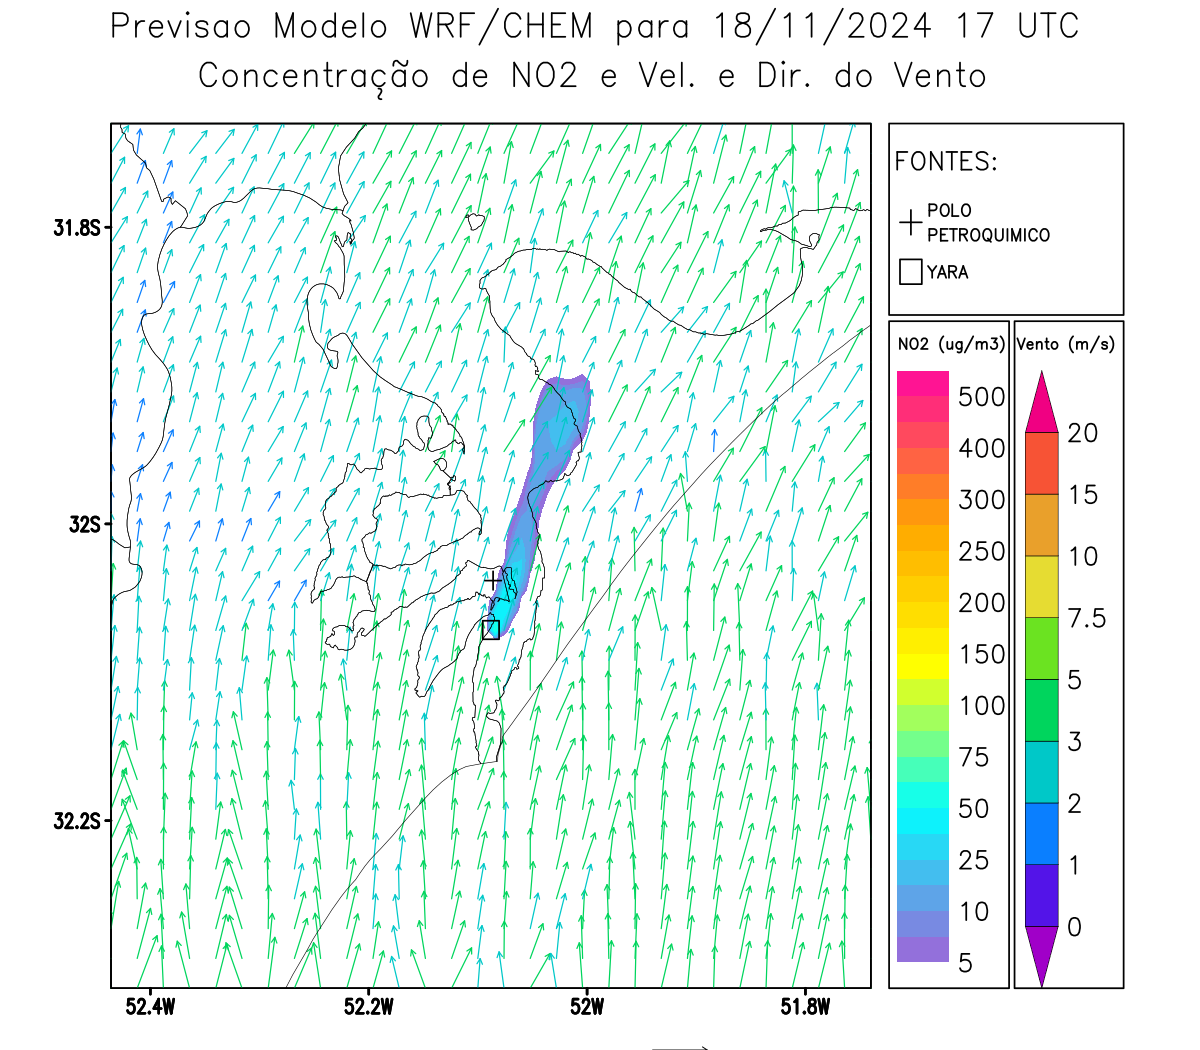 Previsao Modelo WRF/CHEM para 18/11/2024 17 UTC
Concentração de NO2 e Vel. e Dir. do Vento
FONTES:
POLO
PETROQUIMICO
YARA
31.8S
32S
32.2S
52.4W
52.2W
52W
51.8W
NO2 (ug/m3)
500
400
300
250
200
150
100
75
50
25
10
5
Vento (m/s)
20
15
10
7.5
5
3
2
1
0